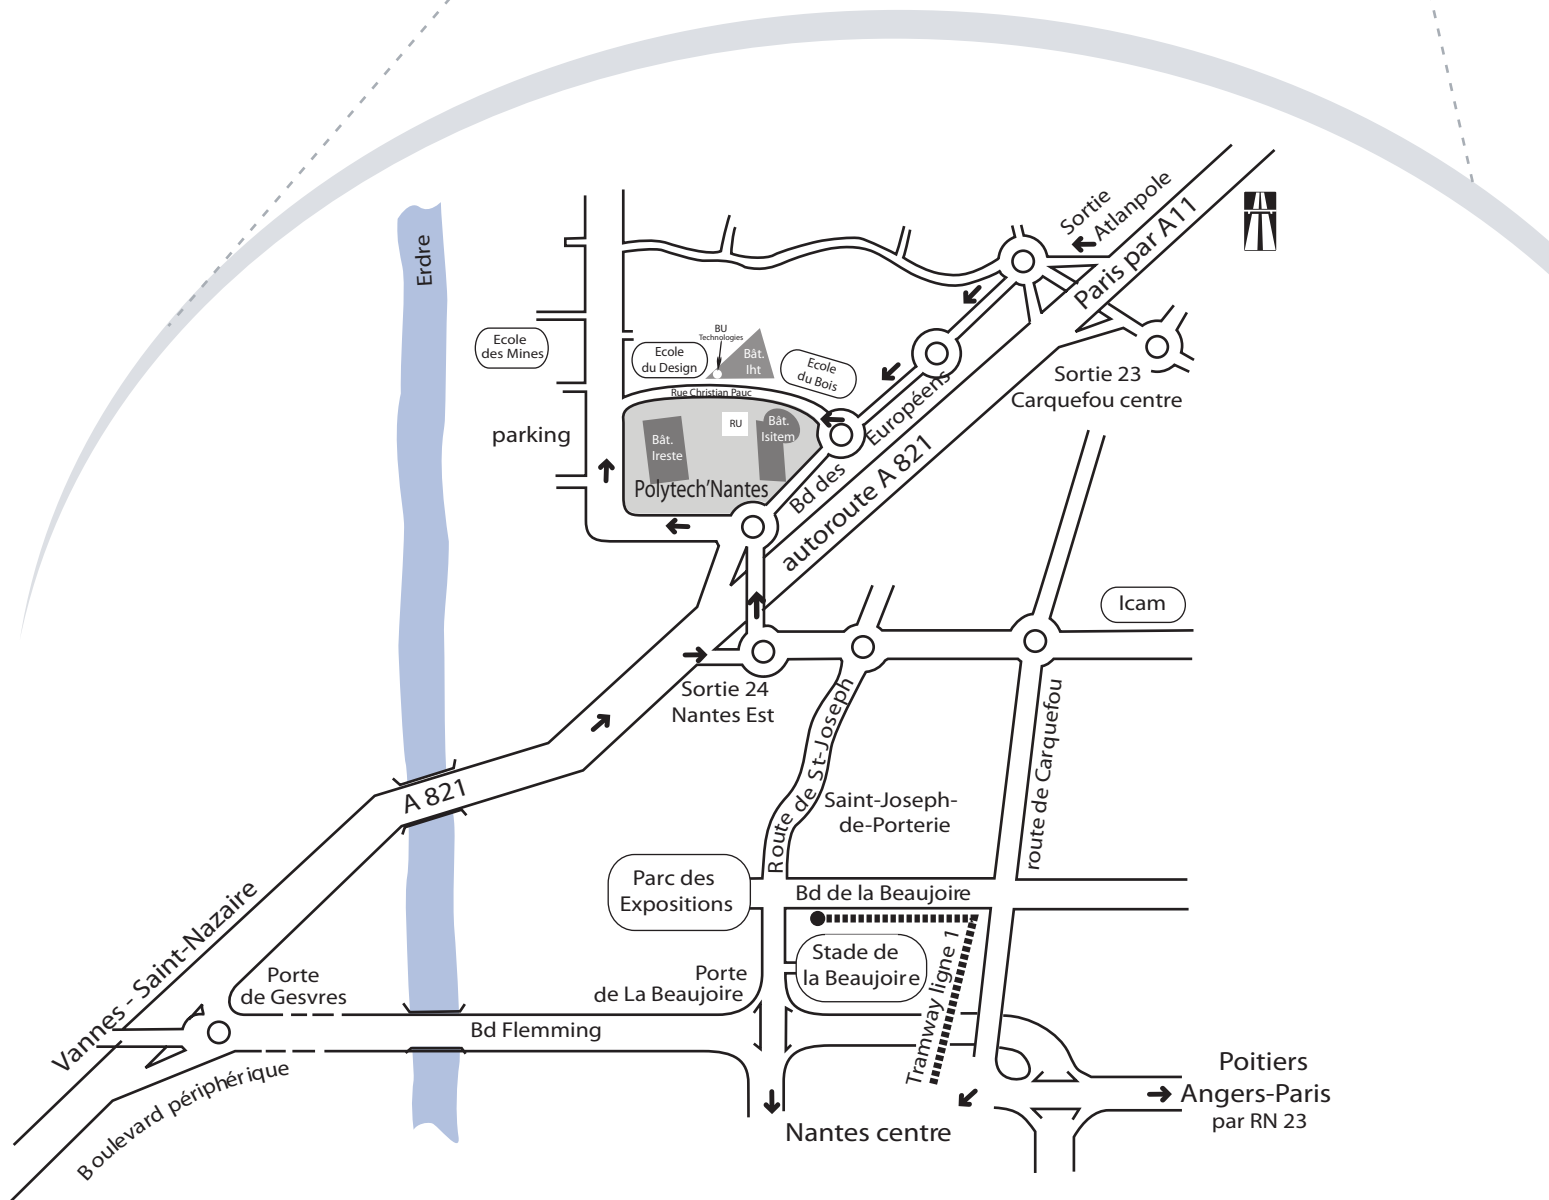 Sortie
Atlanpole
Paris par A11
Erdre
BU
Technologies
Ecole
des Mines
Ecole
du Design
Bât.
Iht
Ecole
du Bois
Rue Christian Pauc
Sortie 23
Carquefou centre
parking
Bât.
Ireste
RU
Bât.
Isitem
Polytech'Nantes
Bd des
Européens
autoroute A 821
Icam
Sortie 24
Nantes Est
Route de St-Joseph
route de Carquefou
A 821
Saint-Joseph-
de-Porterie
Parc des
Expositions
Bd de la Beaujoire
Vannes - Saint-Nazaire
Porte
de Gesvres
Porte
de La Beaujoire
Stade de
la Beaujoire
Tramway ligne 1
Bd Flemming
Boulevard périphérique
Poitiers
Angers-Paris
par RN 23
Nantes centre